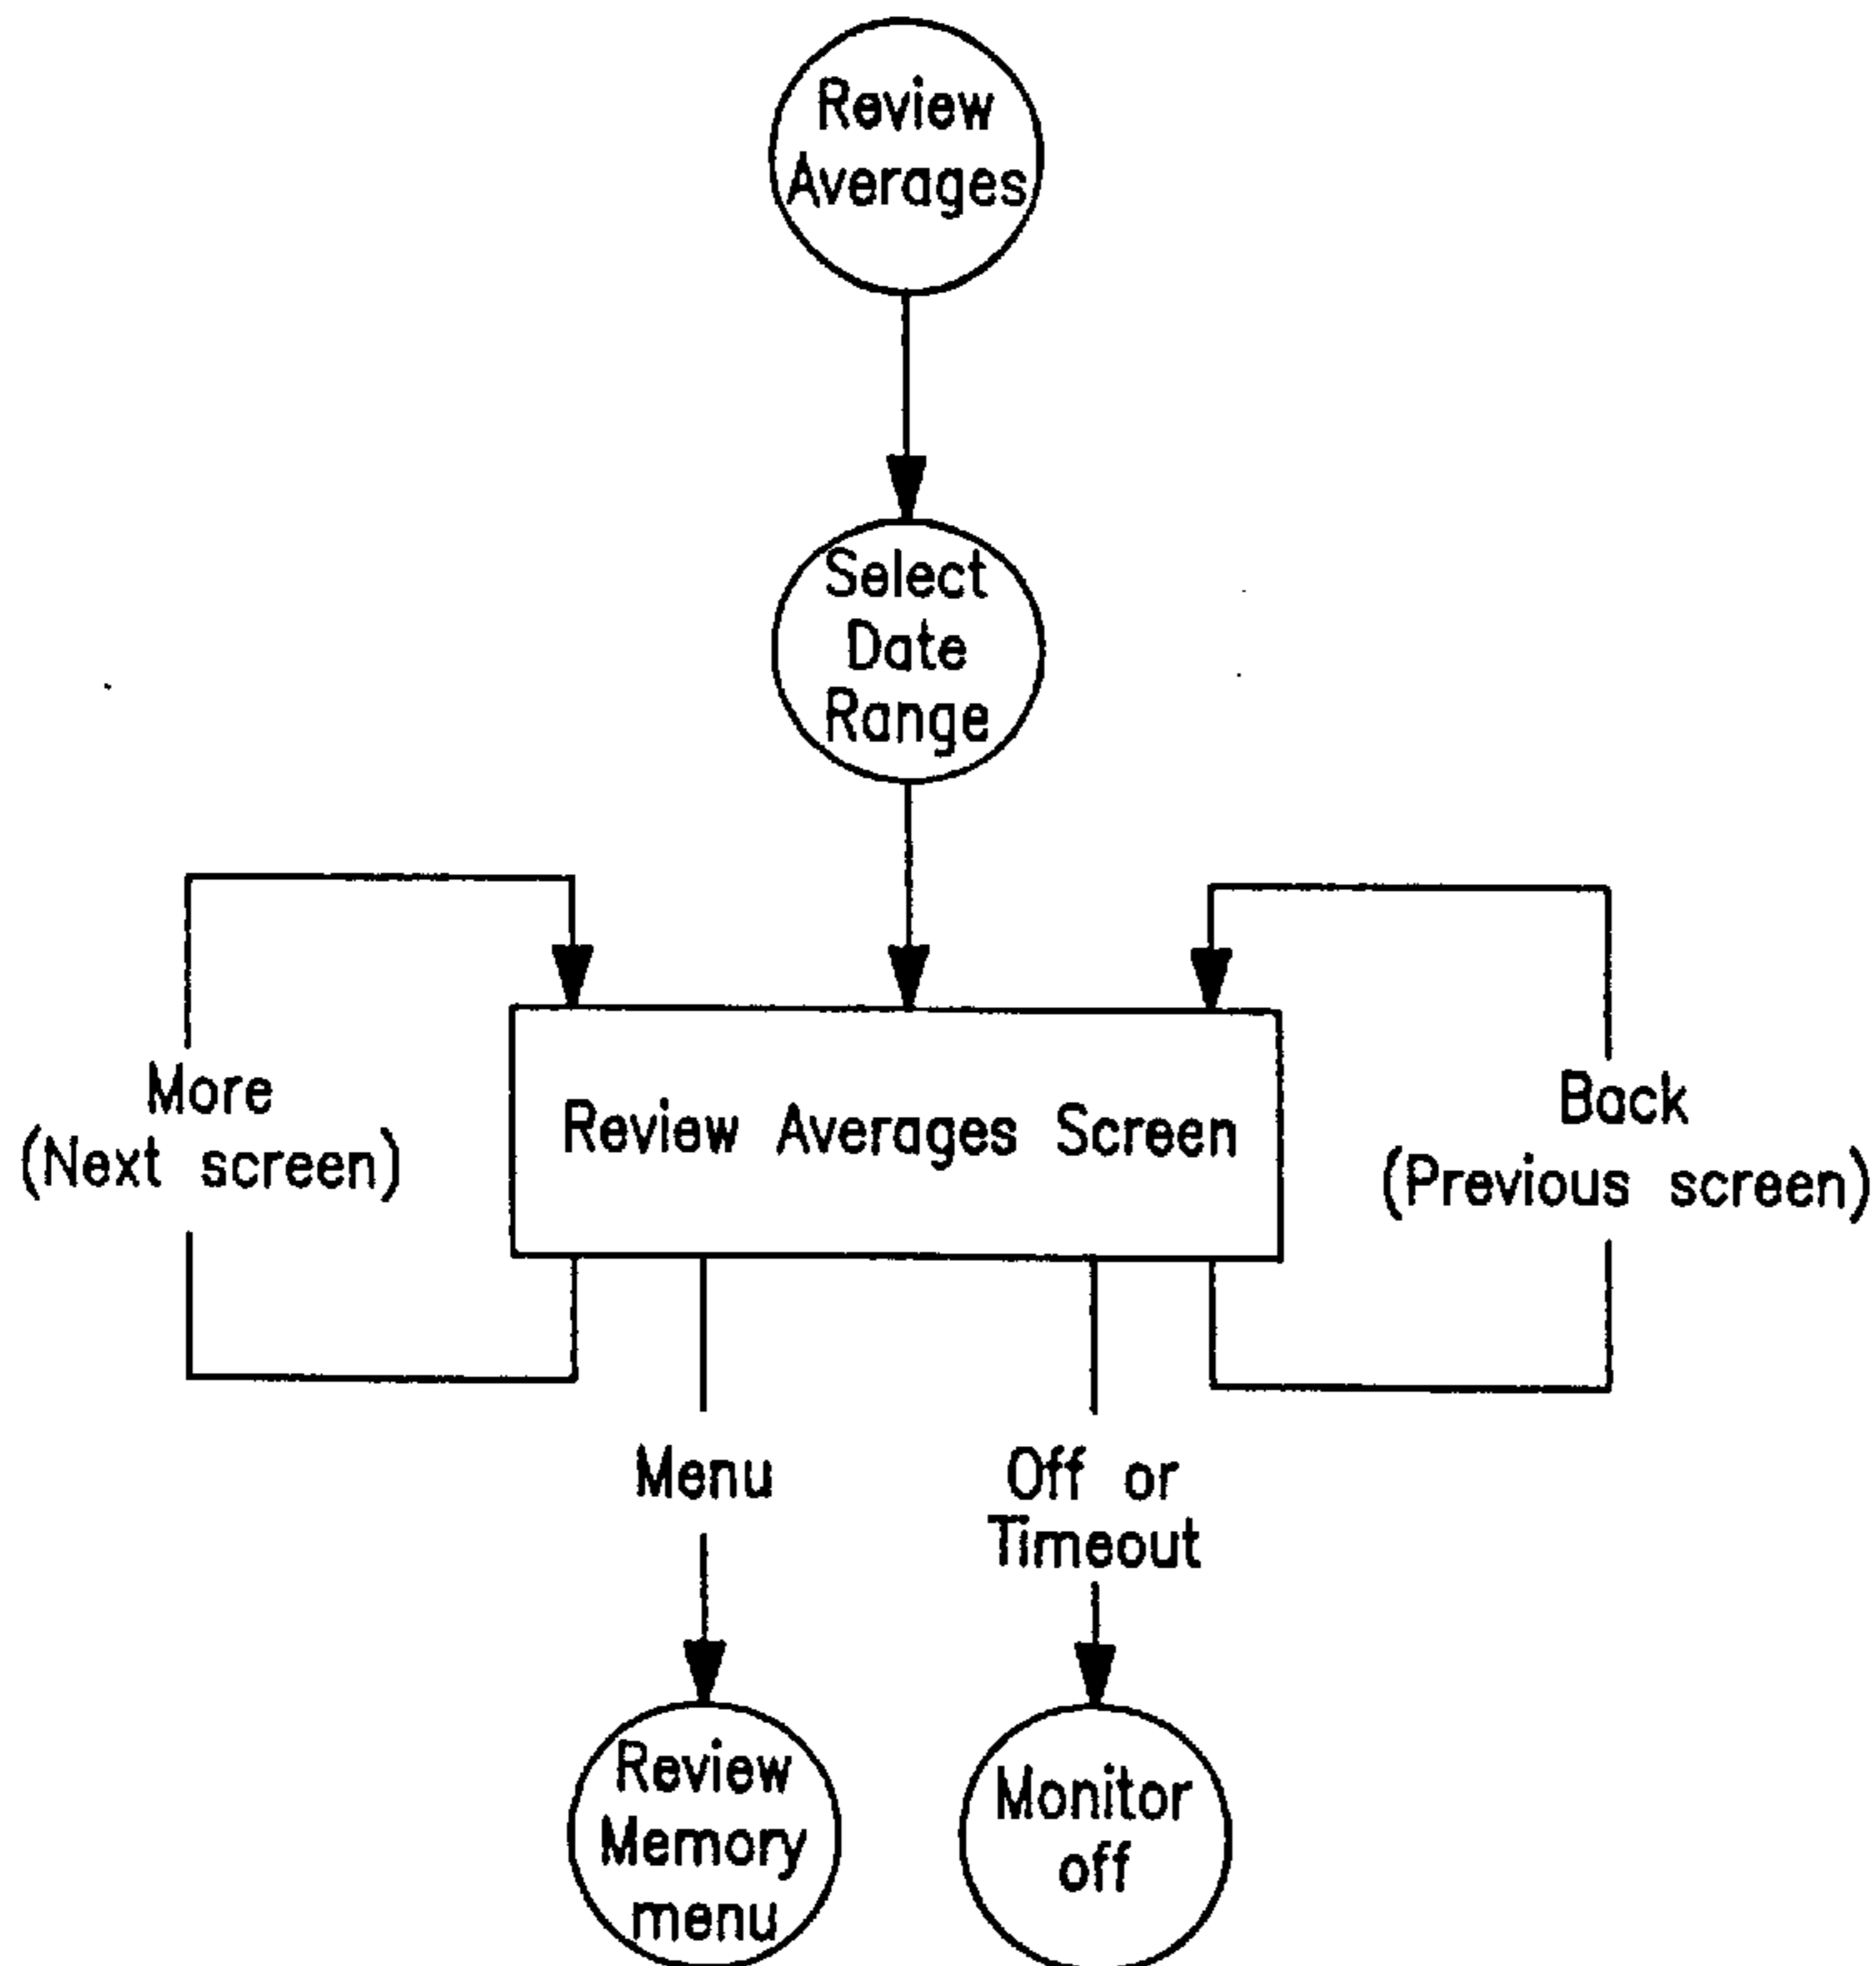 Review
Averages
Select
Date
Range
More
(Next screen)
Review Averages Screen
Back
(Previous screen)
Menu
Off or
Timeout
Review
Memory
menu
Monitor
off